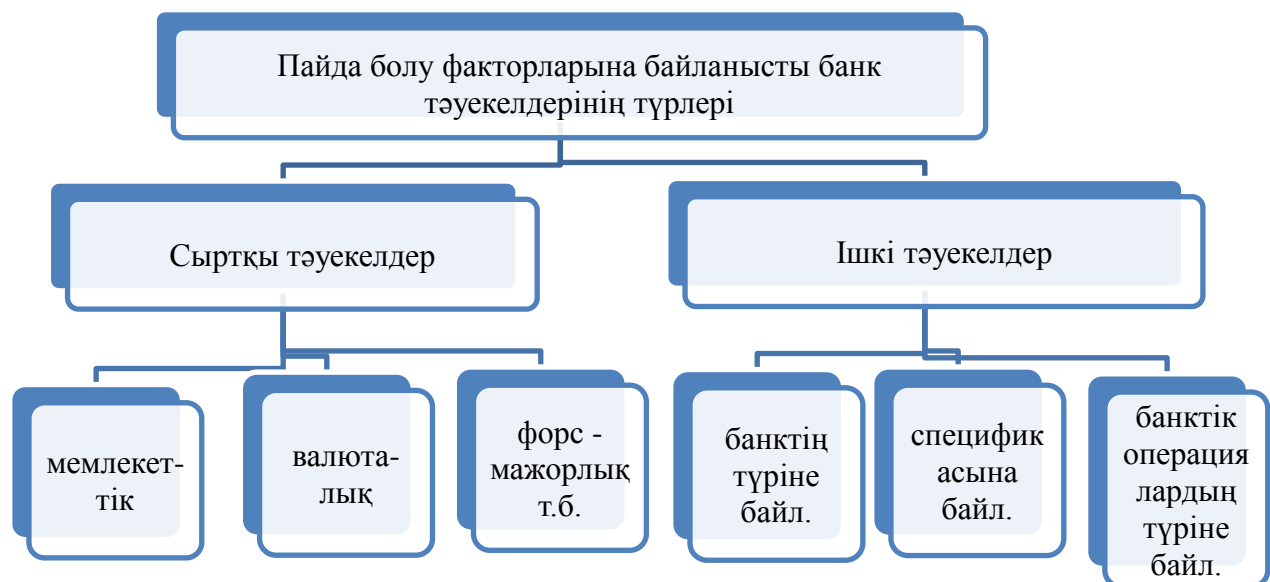 Пайда болу факторларына байланысты банк
тәуекелдерінің түрлері
Сыртқы тәуекелдер
Ішкі тәуекелдер
мемлекет-
тік
валюта-
лық
форс -
мажорлық
т.б.
банктің
түріне
байл.
специфик
асына
байл.
банктік
операция
лардың
түріне
байл.